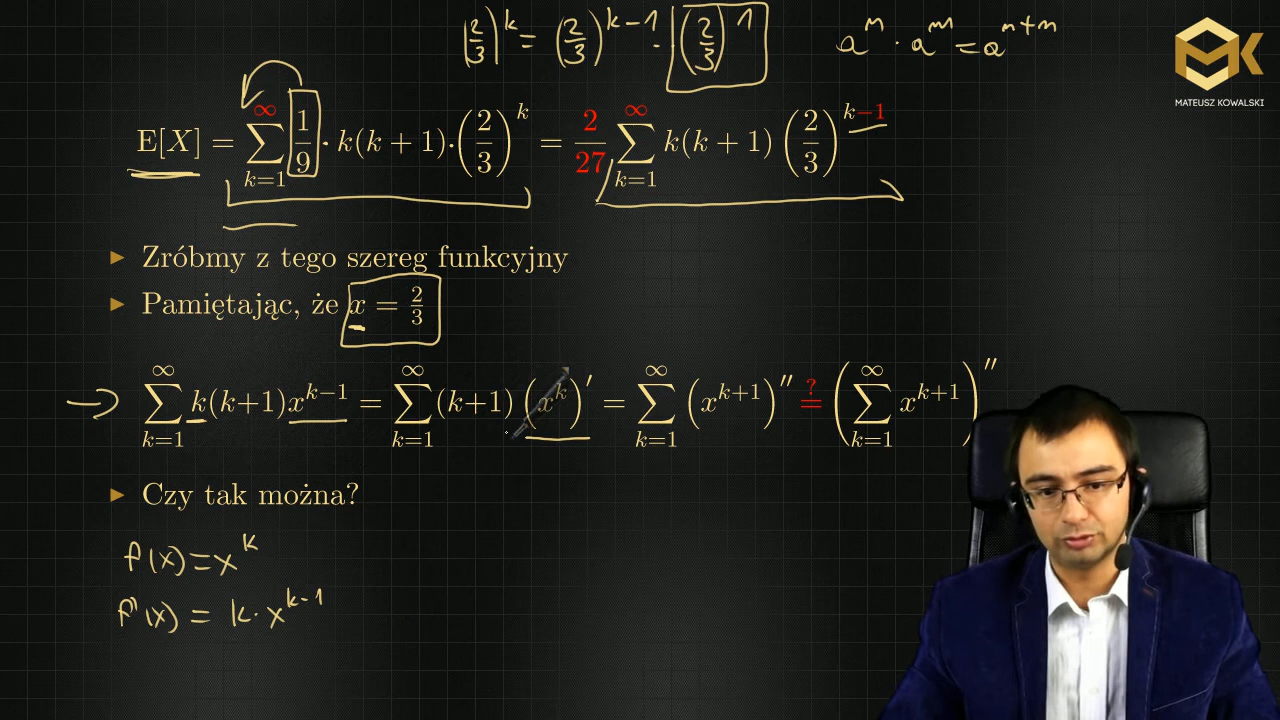 (2/3)^k = (2/3)^{k-1} · (2/3)^1    a^n · a^m = a^{n+m}
MATEUSZ KOWALSKI
E[X] = ∑_{k=1}^{∞} 1/9 · k(k + 1) · (2/3)^k = 2/27 ∑_{k=1}^{∞} k(k + 1) (2/3)^{k−1}
▶ Zróbmy z tego szereg funkcyjny
▶ Pamiętając, że x = 2/3
→ ∑_{k=1}^{∞} k(k+1)x^{k−1} = ∑_{k=1}^{∞} (k+1) (x^k)′ = ∑_{k=1}^{∞} (x^{k+1})″ ?= (∑_{k=1}^{∞} x^{k+1})″
▶ Czy tak można?
f(x) = x^k
f'(x) = k · x^{k-1}